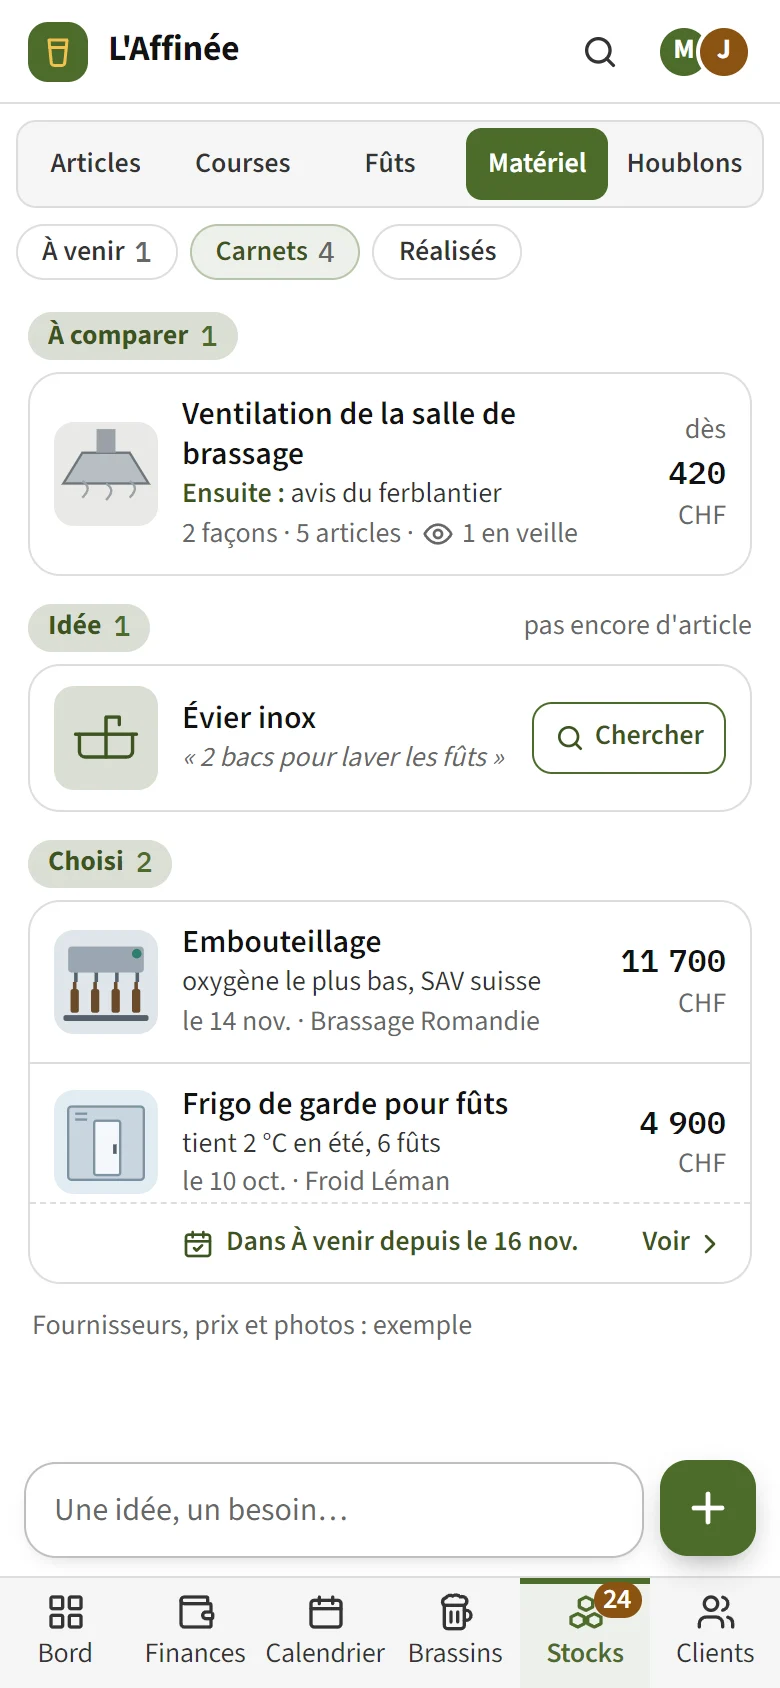 L'Affinée
M J
Articles Courses Fûts Matériel Houblons
À venir 1 Carnets 4 Réalisés
À comparer 1
Ventilation de la salle de
brassage
Ensuite : avis du ferblantier
2 façons · 5 articles · 1 en veille
dès
420
CHF
Idée 1 pas encore d'article
Évier inox
« 2 bacs pour laver les fûts »
Chercher
Choisi 2
Embouteillage
oxygène le plus bas, SAV suisse
le 14 nov. · Brassage Romandie
11 700
CHF
Frigo de garde pour fûts
tient 2 °C en été, 6 fûts
le 10 oct. · Froid Léman
4 900
CHF
Dans À venir depuis le 16 nov. Voir
Fournisseurs, prix et photos : exemple
Une idée, un besoin…
24
Bord Finances Calendrier Brassins Stocks Clients